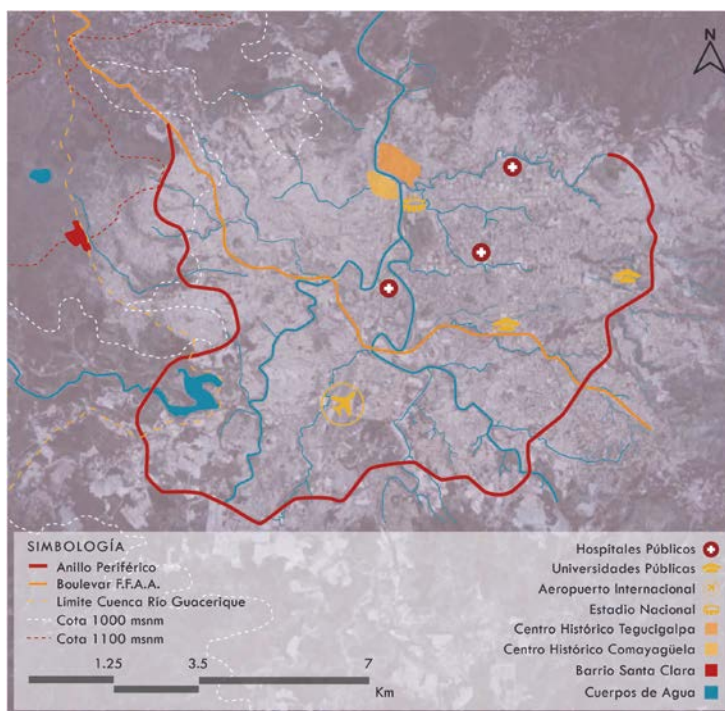 N
SIMBOLOGÍA
Anillo Periférico
Boulevar F.F.A.A.
Límite Cuenca Río Guacerique
Cota 1000 msnm
Cota 1100 msnm
1.25
3.5
7
Km
Hospitales Públicos
Universidades Públicas
Aeropuerto Internacional
Estadio Nacional
Centro Histórico Tegucigalpa
Centro Histórico Comayagüela
Barrio Santa Clara
Cuerpos de Agua